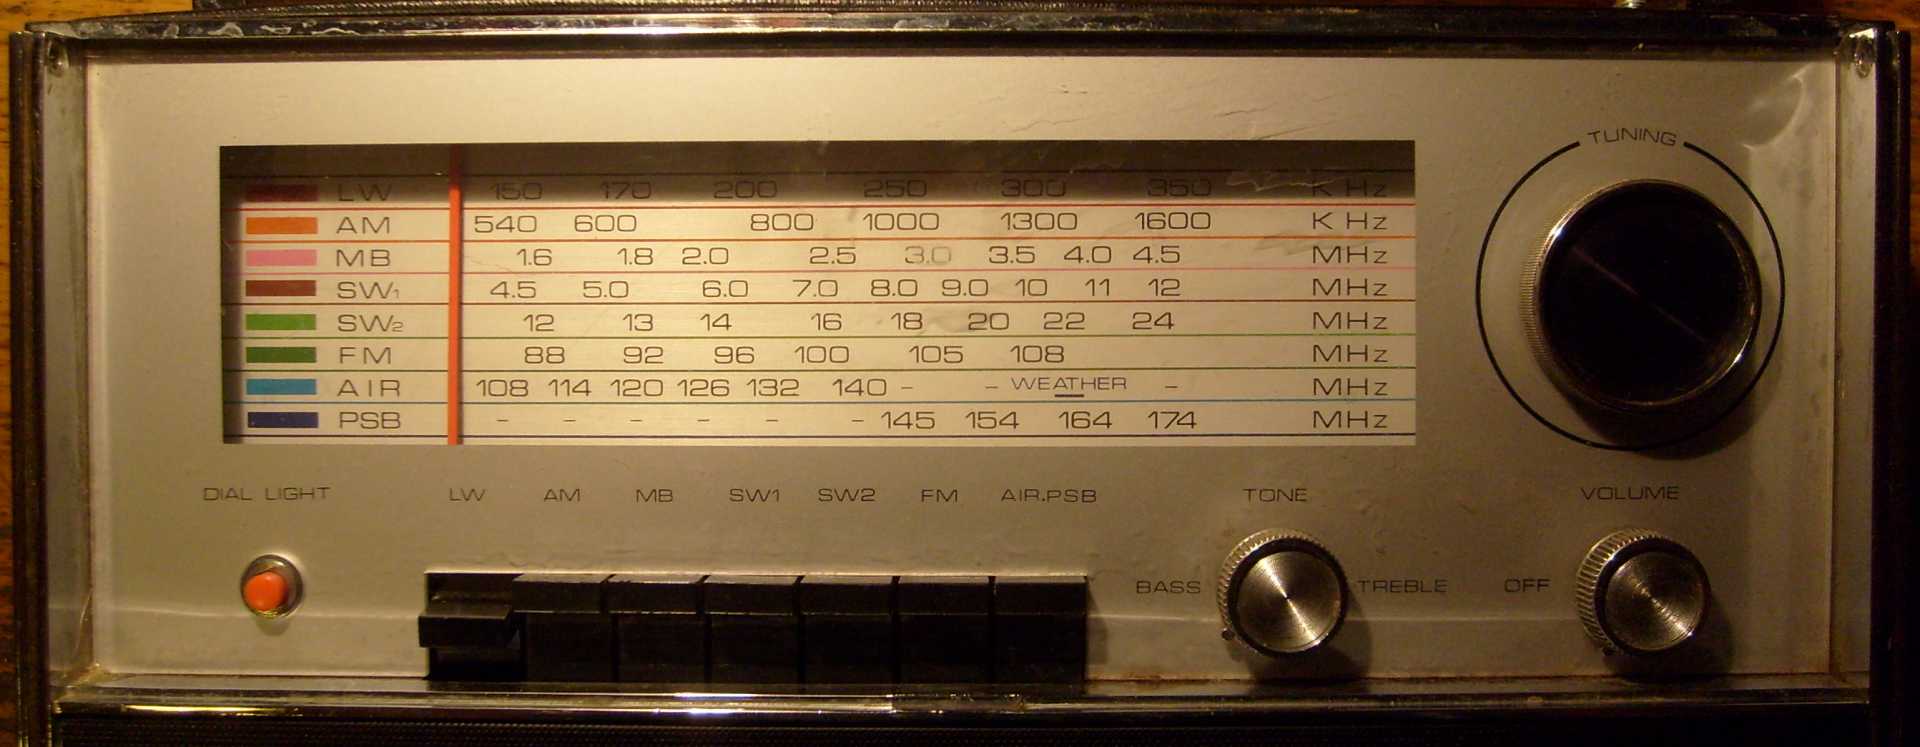 TUNING
LW 150 170 200 250 300 350 KHz
AM 540 600 800 1000 1300 1600 KHz
MB 1.6 1.8 2.0 2.5 3.0 3.5 4.0 4.5 MHz
SW1 4.5 5.0 6.0 7.0 8.0 9.0 10 11 12 MHz
SW2 12 13 14 16 18 20 22 24 MHz
FM 88 92 96 100 105 108 MHz
AIR 108 114 120 126 132 140 – – WEATHER – MHz
PSB – – – – – – 145 154 164 174 MHz
DIAL LIGHT LW AM MB SW1 SW2 FM AIR.PSB TONE VOLUME
BASS TREBLE OFF